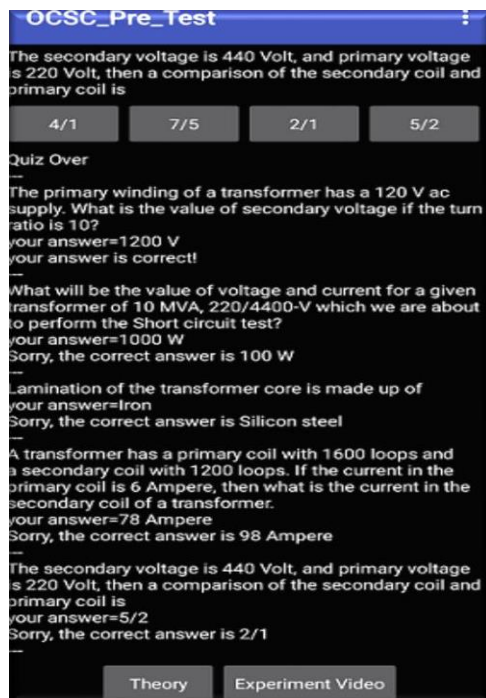 OCSC_Pre_Test
The secondary voltage is 440 Volt, and primary voltage
is 220 Volt, then a comparison of the secondary coil and
primary coil is
4/1 7/5 2/1 5/2
Quiz Over
---
The primary winding of a transformer has a 120 V ac
supply. What is the value of secondary voltage if the turn
ratio is 10?
your answer=1200 V
your answer is correct!
---
What will be the value of voltage and current for a given
transformer of 10 MVA, 220/4400-V which we are about
to perform the Short circuit test?
your answer=1000 W
Sorry, the correct answer is 100 W
---
Lamination of the transformer core is made up of
your answer=Iron
Sorry, the correct answer is Silicon steel
---
A transformer has a primary coil with 1600 loops and
a secondary coil with 1200 loops. If the current in the
primary coil is 6 Ampere, then what is the current in the
secondary coil of a transformer.
your answer=78 Ampere
Sorry, the correct answer is 98 Ampere
---
The secondary voltage is 440 Volt, and primary voltage
is 220 Volt, then a comparison of the secondary coil and
primary coil is
your answer=5/2
Sorry, the correct answer is 2/1
---
Theory Experiment Video